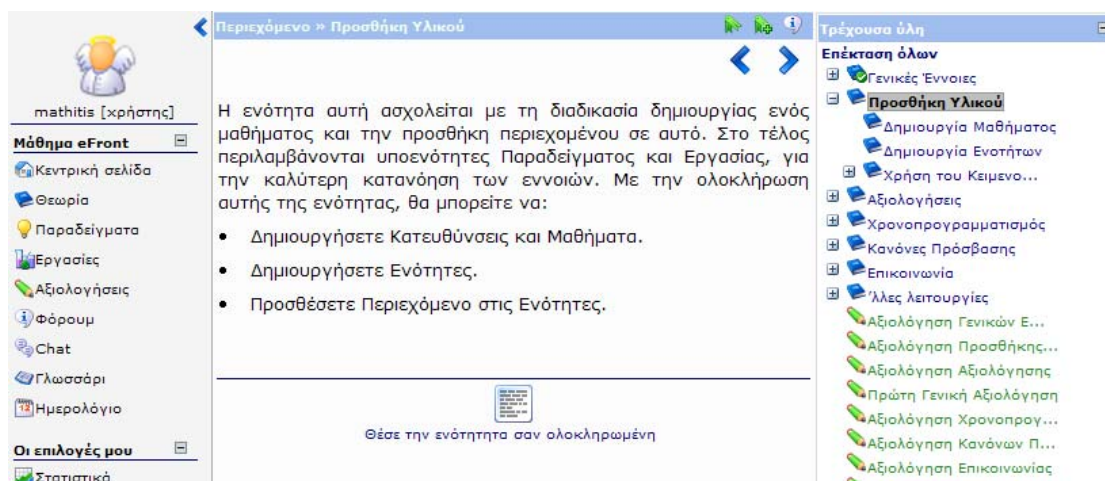 mathitis [χρήστης]
Μάθημα eFront
Κεντρική σελίδα
Θεωρία
Παραδείγματα
Εργασίες
Αξιολογήσεις
Φόρουμ
Chat
Γλωσσάρι
Ημερολόγιο
Οι επιλογές μου
Στατιστικά
Περιεχόμενο » Προσθήκη Υλικού
Η ενότητα αυτή ασχολείται με τη διαδικασία δημιουργίας ενός
μαθήματος και την προσθήκη περιεχομένου σε αυτό. Στο τέλος
περιλαμβάνονται υποενότητες Παραδείγματος και Εργασίας, για
την καλύτερη κατανόηση των εννοιών. Με την ολοκλήρωση
αυτής της ενότητας, θα μπορείτε να:
• Δημιουργήσετε Κατευθύνσεις και Μαθήματα.
• Δημιουργήσετε Ενότητες.
• Προσθέσετε Περιεχόμενο στις Ενότητες.
Θέσε την ενότητητα σαν ολοκληρωμένη
Τρέχουσα ύλη
Επέκταση όλων
Γενικές Έννοιες
Προσθήκη Υλικού
Δημιουργία Μαθήματος
Δημιουργία Ενοτήτων
Χρήση του Κειμενο...
Αξιολογήσεις
Χρονοπρογραμματισμός
Κανόνες Πρόσβασης
Επικοινωνία
Άλλες λειτουργίες
Αξιολόγηση Γενικών Ε...
Αξιολόγηση Προσθήκης...
Αξιολόγηση Αξιολόγησης
Πρώτη Γενική Αξιολόγηση
Αξιολόγηση Χρονοπρογ...
Αξιολόγηση Κανόνων Π...
Αξιολόγηση Επικοινωνίας